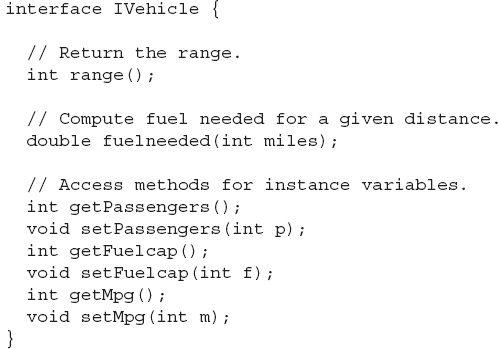 interface IVehicle {
// Return the range.
int range();
// Compute fuel needed for a given distance.
double fuelneeded(int miles);
// Access methods for instance variables.
int getPassengers();
void setPassengers(int p);
int getFuelcap();
void setFuelcap(int f);
int getMpg();
void setMpg(int m);
}